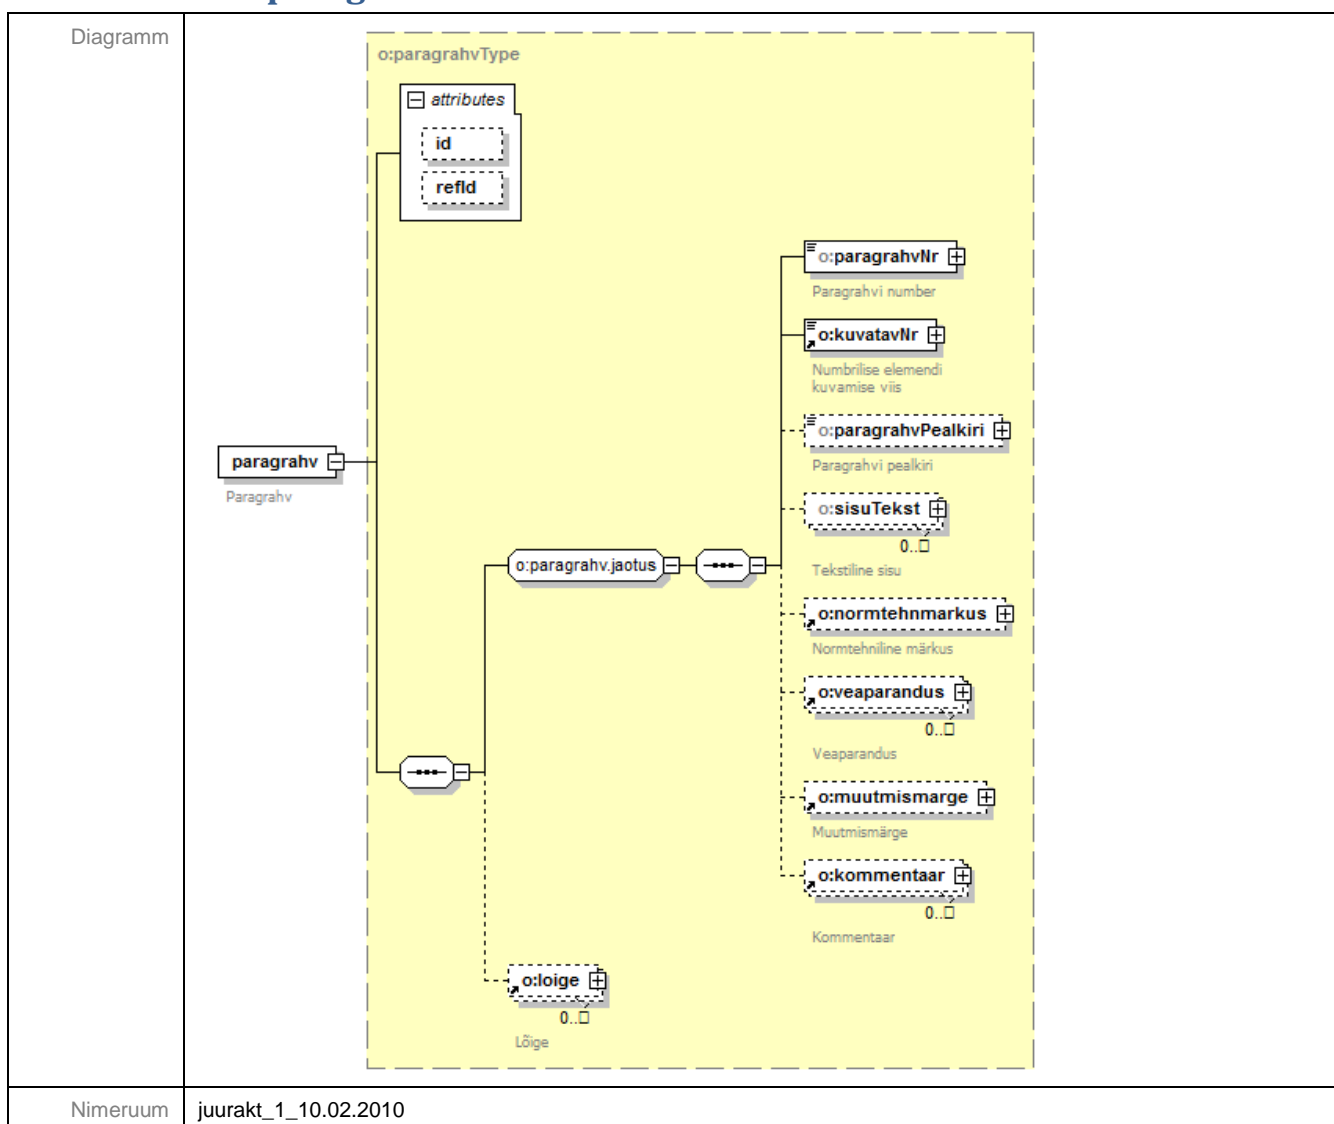 Diagramm
o:paragrahvType
attributes
id
refId
o:paragrahvNr
Paragrahvi number
o:kuvatavNr
Numbrilise elemendi
kuvamise viis
o:paragrahvPealkiri
Paragrahvi pealkiri
paragrahv
Paragrahv
o:sisuTekst
0..□
Tekstiline sisu
o:paragrahv.jaotus
o:normtehnmarkus
Normtehniline märkus
o:veaparandus
0..□
Veaparandus
o:muutmismarge
Muutmismärge
o:kommentaar
0..□
Kommentaar
o:loige
0..□
Lõige
Nimeruum
juurakt_1_10.02.2010